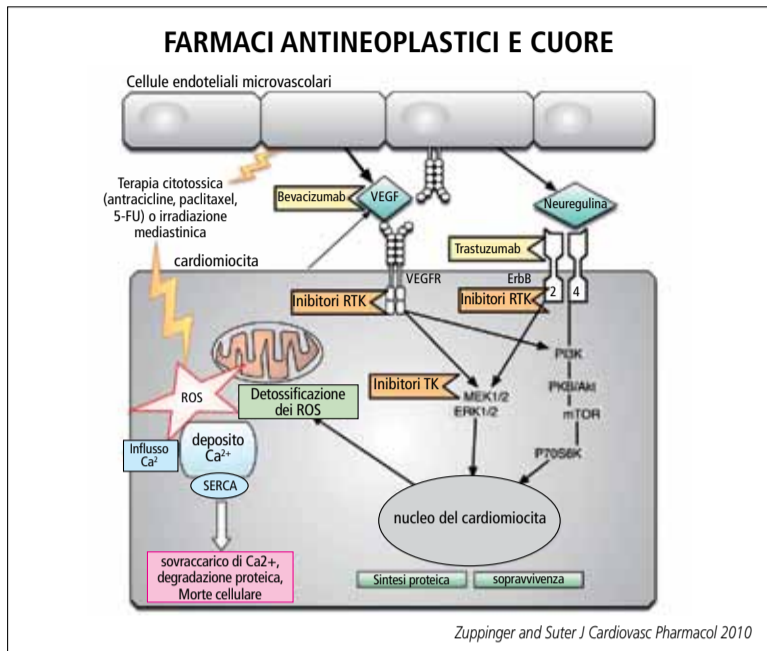 FARMACI ANTINEOPLASTICI E CUORE
Cellule endoteliali microvascolari
Terapia citotossica
(antracicline, paclitaxel,
5-FU) o irradiazione
mediastinica
Bevacizumab
VEGF
Neuregulina
Trastuzumab
cardiomiocita
VEGFR
ErbB
Inibitori RTK
Inibitori RTK
2
4
PI3K
Inibitori TK
PKB/Akt
MEK1/2
ERK1/2
mTOR
P70S6K
ROS
Detossificazione
dei ROS
Influsso
Ca²
deposito
Ca²⁺
SERCA
nucleo del cardiomiocita
sovraccarico di Ca2+,
degradazione proteica,
Morte cellulare
Sintesi proteica
sopravvivenza
Zuppinger and Suter J Cardiovasc Pharmacol 2010